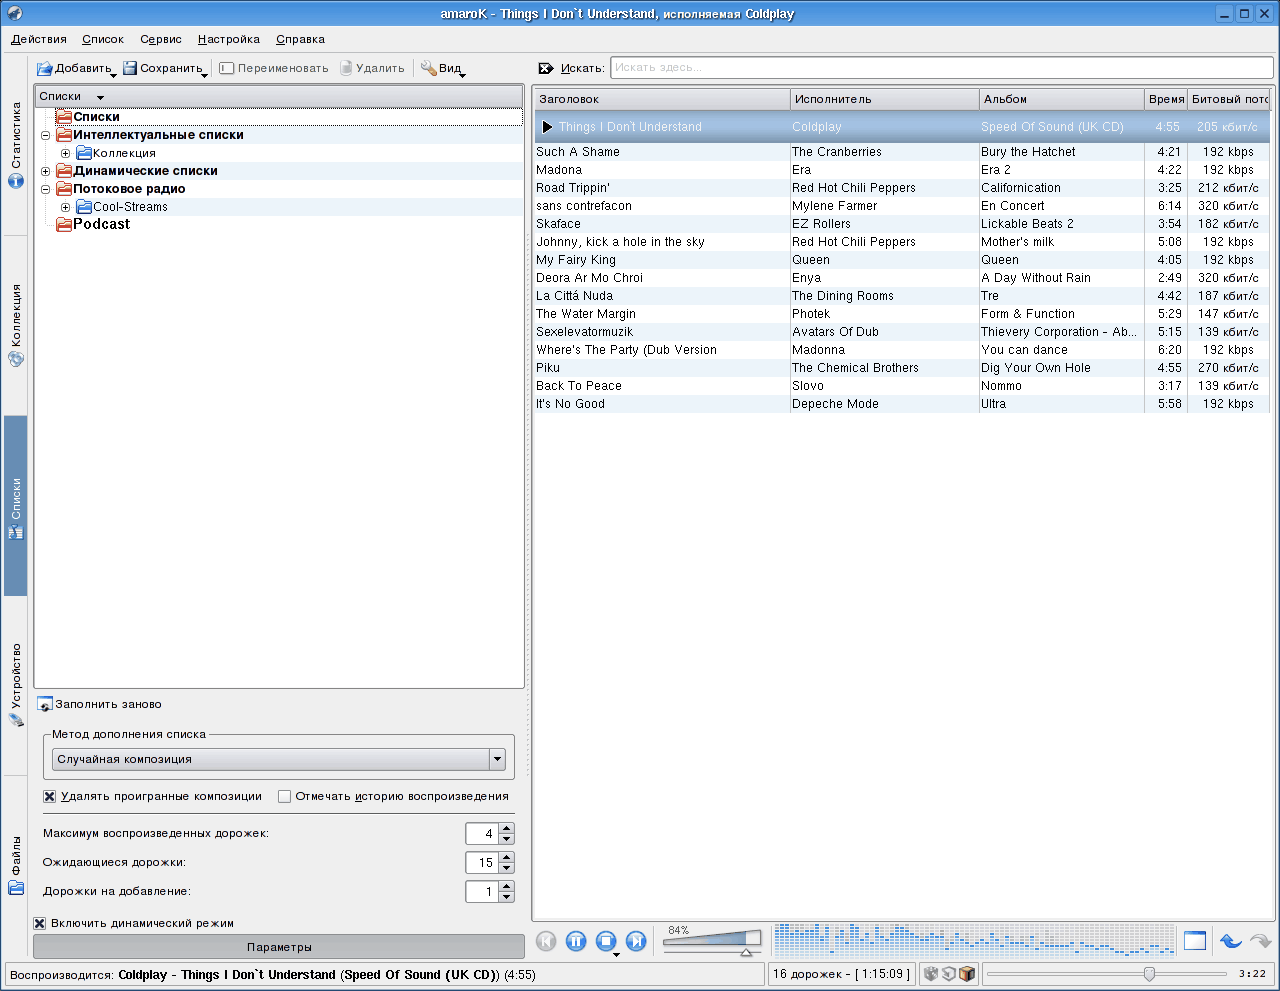 amaroK - Things I Don`t Understand, исполняемая Coldplay
Действия Список Сервис Настройка Справка
Добавить Сохранить Переименовать Удалить Вид
Искать: Искать здесь...
Статистика
Коллекция
Списки
Устройство
Файлы
Списки
Списки
Интеллектуальные списки
Коллекция
Динамические списки
Потоковое радио
Cool-Streams
Podcast
Заполнить заново
Метод дополнения списка
Случайная композиция
Удалять проигранные композиции Отмечать историю воспроизведения
Максимум воспроизведенных дорожек: 4
Ожидающиеся дорожки: 15
Дорожки на добавление: 1
Включить динамический режим
Параметры
Заголовок Исполнитель Альбом Время Битовый пото
Things I Don`t Understand Coldplay Speed Of Sound (UK CD) 4:55 205 кбит/с
Such A Shame The Cranberries Bury the Hatchet 4:21 192 kbps
Madona Era Era 2 4:22 192 kbps
Road Trippin' Red Hot Chili Peppers Californication 3:25 212 кбит/с
sans contrefacon Mylene Farmer En Concert 6:14 320 кбит/с
Skaface EZ Rollers Lickable Beats 2 3:54 182 кбит/с
Johnny, kick a hole in the sky Red Hot Chili Peppers Mother's milk 5:08 192 kbps
My Fairy King Queen Queen 4:05 192 kbps
Deora Ar Mo Chroi Enya A Day Without Rain 2:49 320 кбит/с
La Cittá Nuda The Dining Rooms Tre 4:42 187 кбит/с
The Water Margin Photek Form & Function 5:29 147 кбит/с
Sexelevatormuzik Avatars Of Dub Thievery Corporation - Ab... 5:15 139 кбит/с
Where's The Party (Dub Version Madonna You can dance 6:20 192 kbps
Piku The Chemical Brothers Dig Your Own Hole 4:55 270 кбит/с
Back To Peace Slovo Nommo 3:17 139 кбит/с
It's No Good Depeche Mode Ultra 5:58 192 kbps
84%
Воспроизводится: Coldplay - Things I Don`t Understand (Speed Of Sound (UK CD)) (4:55) 16 дорожек - [ 1:15:09 ] 3:22